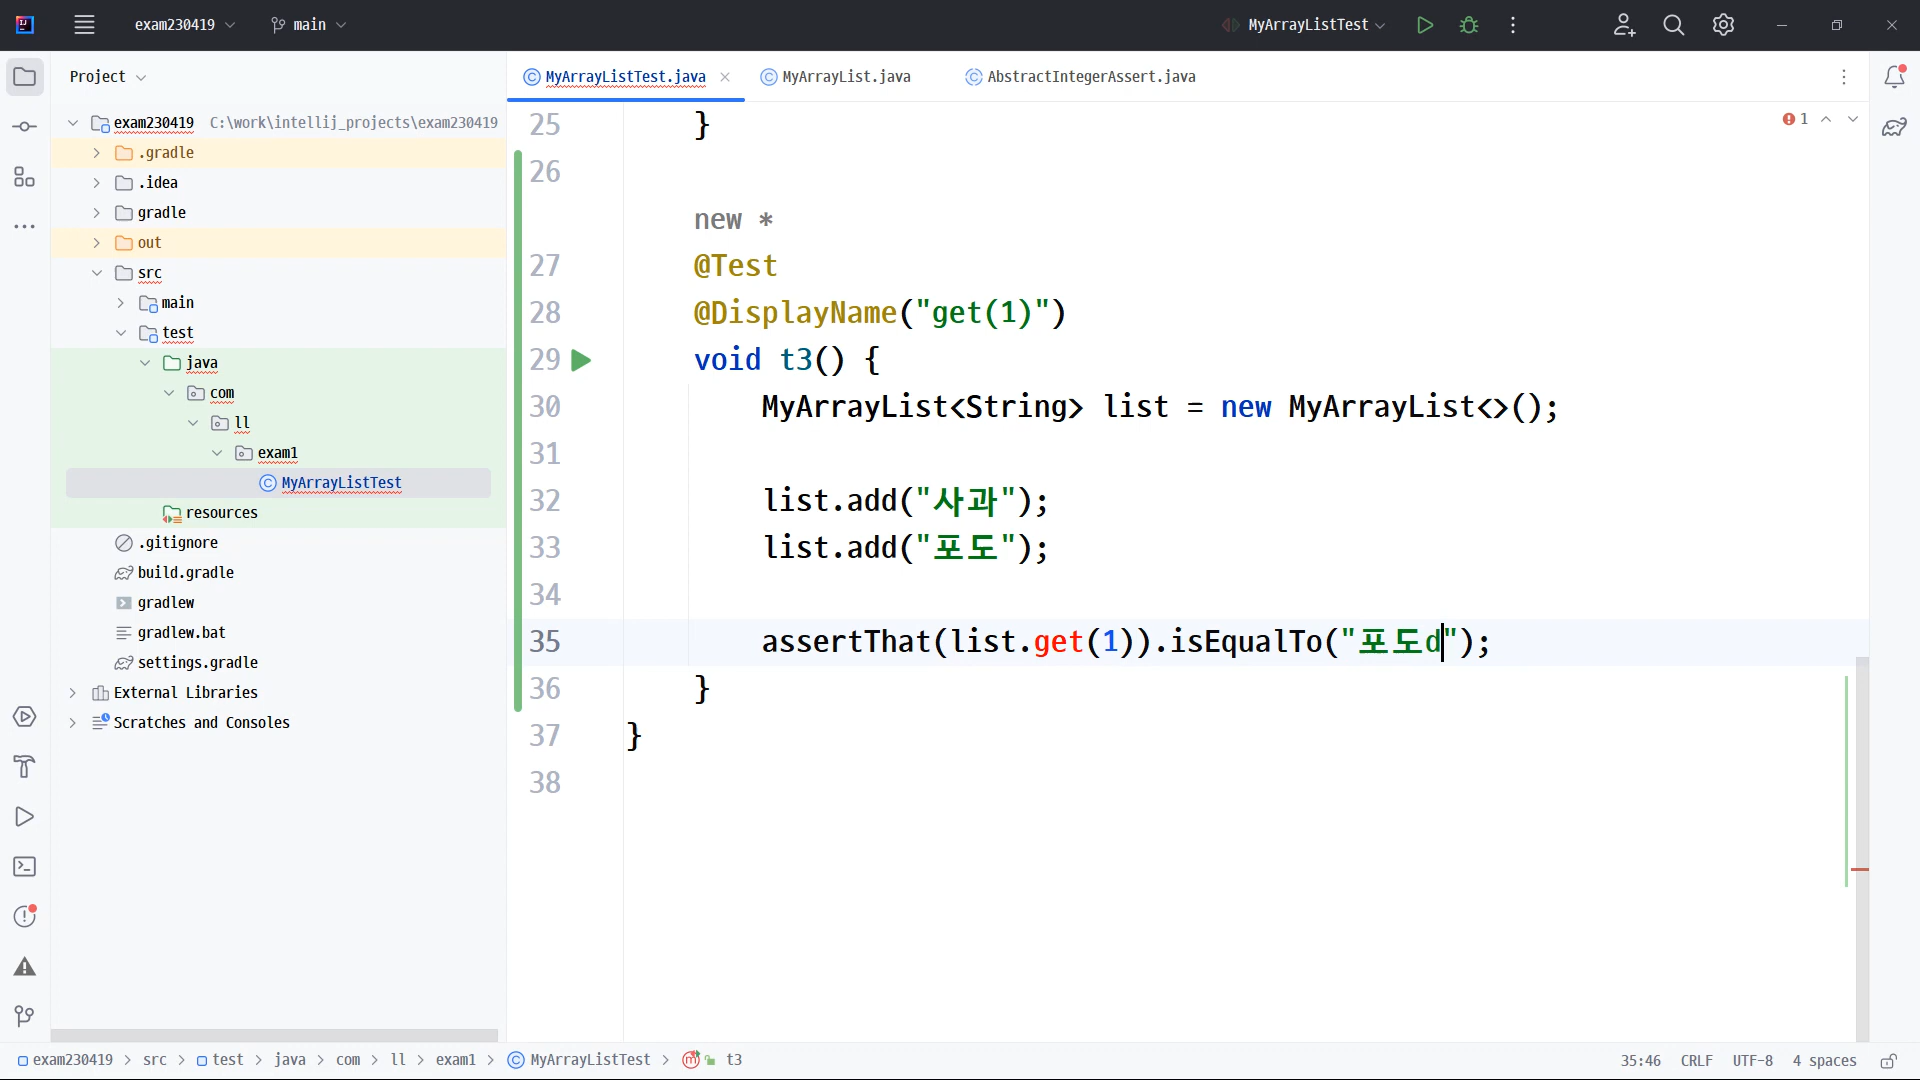 exam230419 main MyArrayListTest
Project
MyArrayListTest.java MyArrayList.java AbstractIntegerAssert.java
exam230419 C:\work\intellij_projects\exam230419
.gradle
.idea
gradle
out
src
main
test
java
com
ll
exam1
MyArrayListTest
resources
.gitignore
build.gradle
gradlew
gradlew.bat
settings.gradle
External Libraries
Scratches and Consoles
1
25 }
26
new *
27 @Test
28 @DisplayName("get(1)")
29 void t3() {
30 MyArrayList<String> list = new MyArrayList<>();
31
32 list.add("사과");
33 list.add("포도");
34
35 assertThat(list.get(1)).isEqualTo("포도d");
36 }
37 }
38
exam230419 > src > test > java > com > ll > exam1 > MyArrayListTest > t3
35:46 CRLF UTF-8 4 spaces